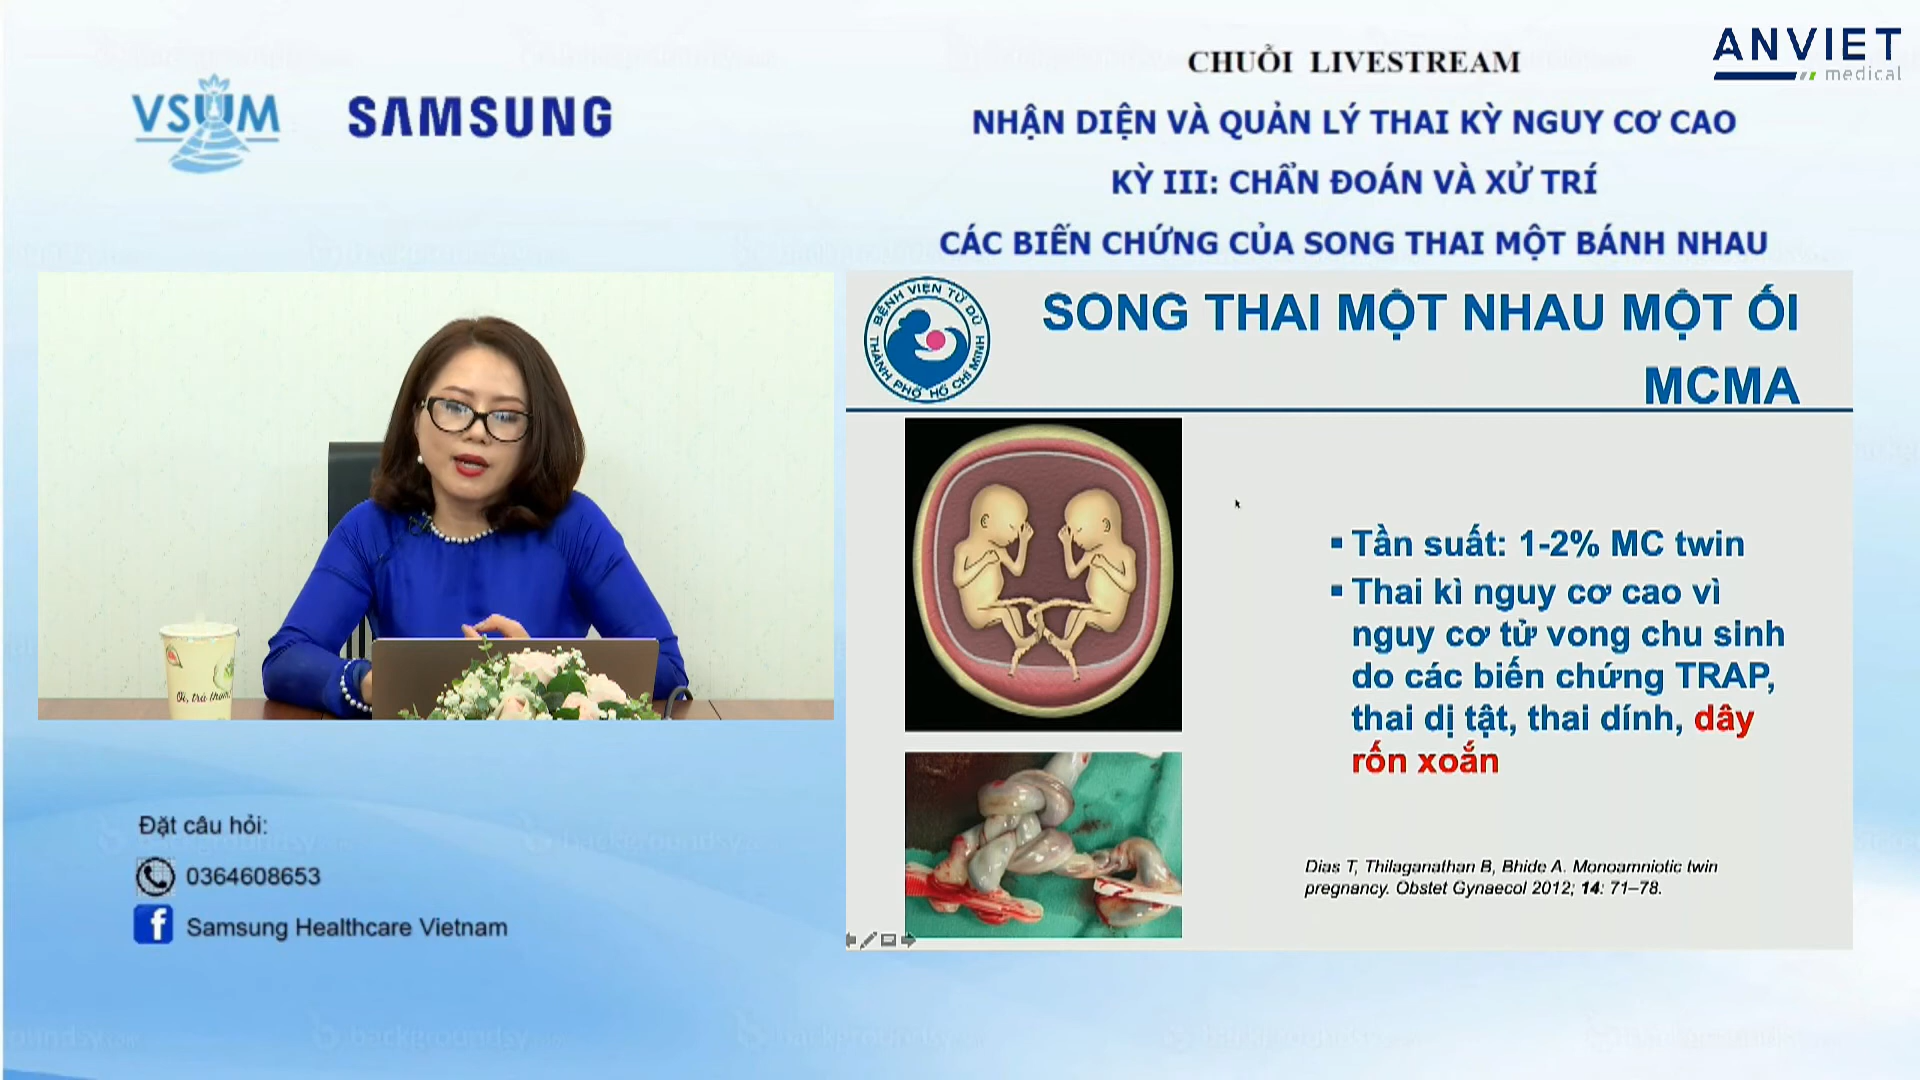 CHUỖI LIVESTREAM
ANVIET
medical
VSUM
SAMSUNG
NHẬN DIỆN VÀ QUẢN LÝ THAI KỲ NGUY CƠ CAO
KỲ III: CHẨN ĐOÁN VÀ XỬ TRÍ
CÁC BIẾN CHỨNG CỦA SONG THAI MỘT BÁNH NHAU
BỆNH VIỆN TỪ DŨ
THÀNH PHỐ HỒ CHÍ MINH
SONG THAI MỘT NHAU MỘT ỐI
MCMA
▪ Tần suất: 1-2% MC twin
▪ Thai kì nguy cơ cao vì
nguy cơ tử vong chu sinh
do các biến chứng TRAP,
thai dị tật, thai dính, dây
rốn xoắn
Dias T, Thilaganathan B, Bhide A. Monoamniotic twin
pregnancy. Obstet Gynaecol 2012; 14: 71–78.
Đặt câu hỏi:
0364608653
f
Samsung Healthcare Vietnam